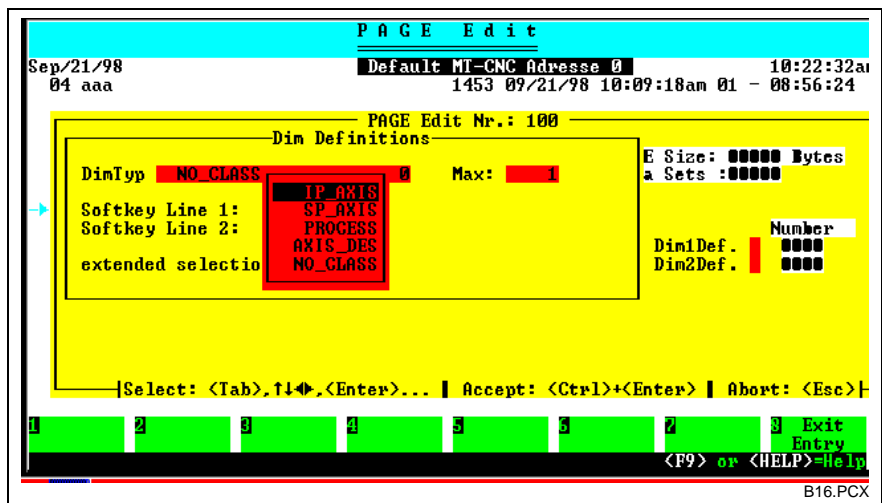 PAGE Edit
Sep/21/98 Default MT-CNC Adresse 0 10:22:32a
04 aaa 1453 09/21/98 10:09:18am 01 - 08:56:24
PAGE Edit Nr.: 100
Dim Definitions
E Size: 00000 Bytes
DimTyp NO_CLASS 0 Max: 1 a Sets :00000
IP_AXIS
Softkey Line 1: SP_AXIS
Softkey Line 2: PROCESS Number
AXIS_DES Dim1Def. 0000
extended selectio NO_CLASS Dim2Def. 0000
Select: <Tab>,↑↓◄►,<Enter>... Accept: <Ctrl>+<Enter> Abort: <Esc>
1 2 3 4 5 6 7 8 Exit
Entry
<F9> or <HELP>=Help
B16.PCX